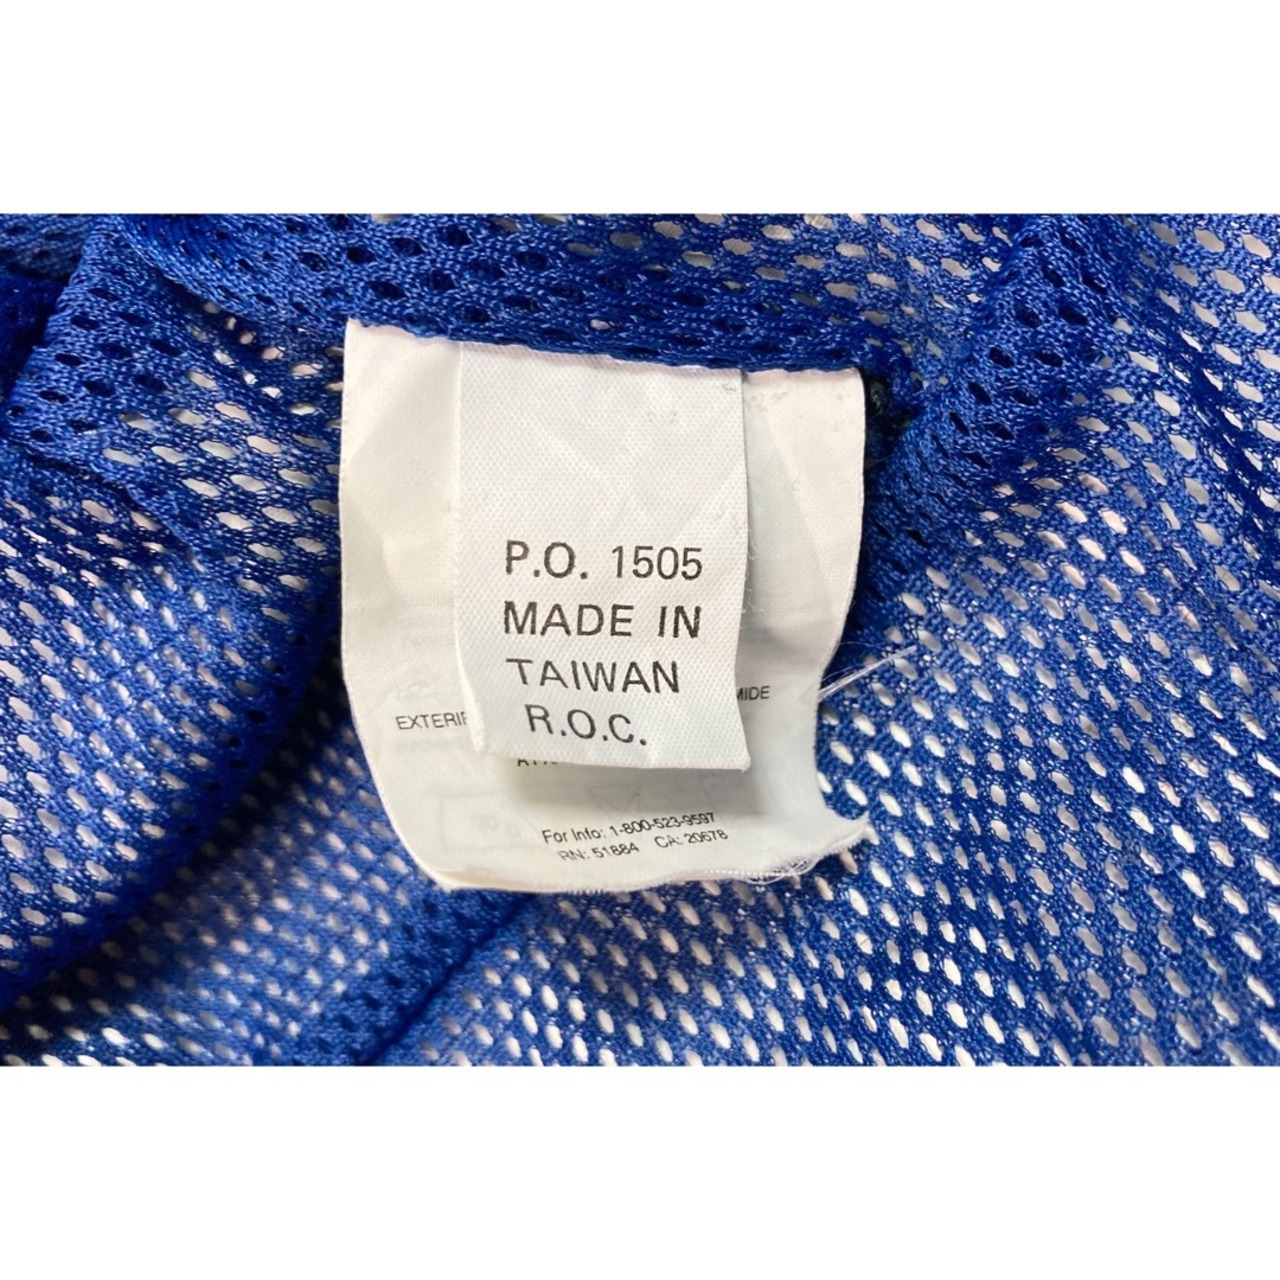 P.O. 1505
MADE IN
TAIWAN
R.O.C.
For Info: 1-800-523-9597
RN: 51884 CA: 20678